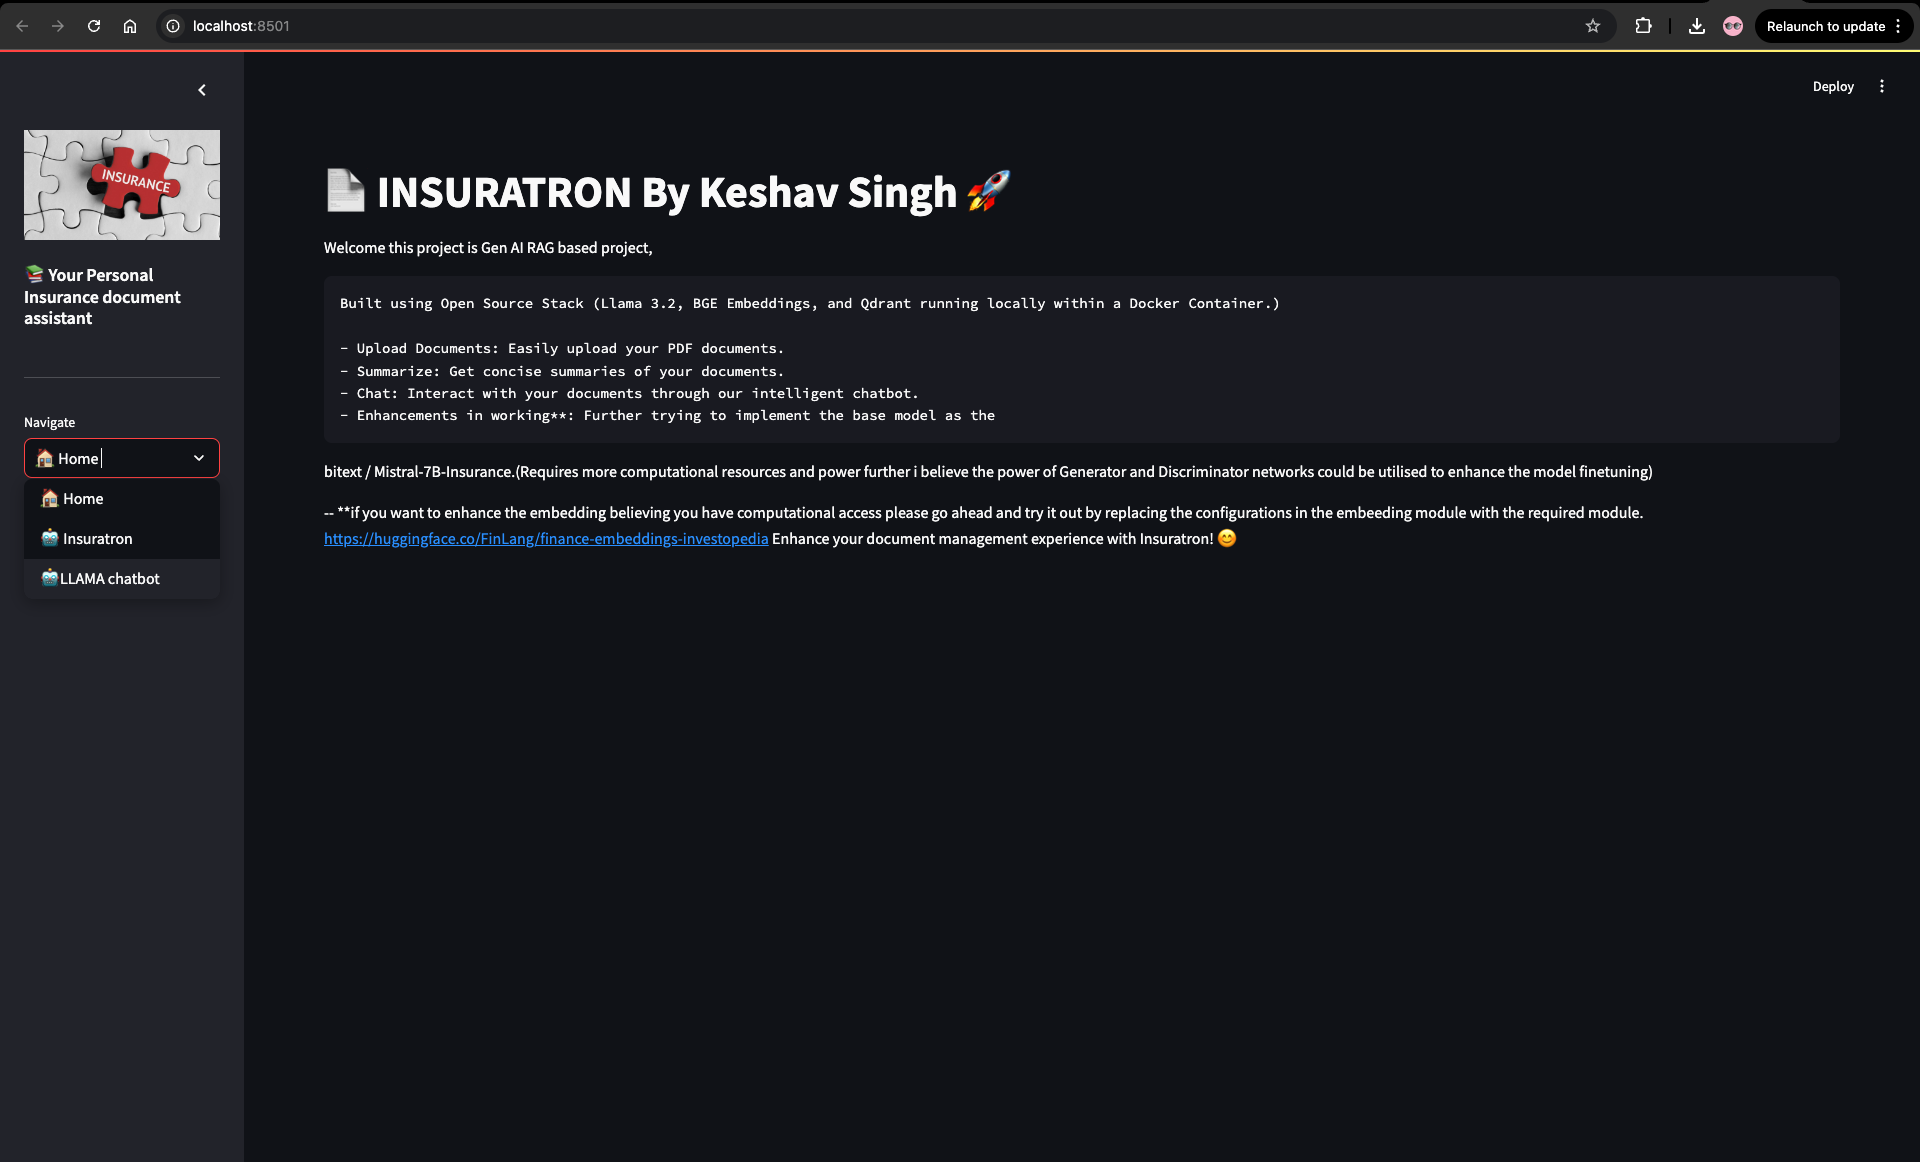 localhost:8501
Relaunch to update
Deploy
INSURANCE
📚 Your Personal
Insurance document
assistant
Navigate
🏠 Home
🏠 Home
🤖 Insuratron
🤖LLAMA chatbot
📄 INSURATRON By Keshav Singh 🚀
Welcome this project is Gen AI RAG based project,
Built using Open Source Stack (Llama 3.2, BGE Embeddings, and Qdrant running locally within a Docker Container.)
- Upload Documents: Easily upload your PDF documents.
- Summarize: Get concise summaries of your documents.
- Chat: Interact with your documents through our intelligent chatbot.
- Enhancements in working**: Further trying to implement the base model as the
bitext / Mistral-7B-Insurance.(Requires more computational resources and power further i believe the power of Generator and Discriminator networks could be utilised to enhance the model finetuning)
-- **if you want to enhance the embedding believing you have computational access please go ahead and try it out by replacing the configurations in the embeeding module with the required module.
https://huggingface.co/FinLang/finance-embeddings-investopedia Enhance your document management experience with Insuratron! 😊